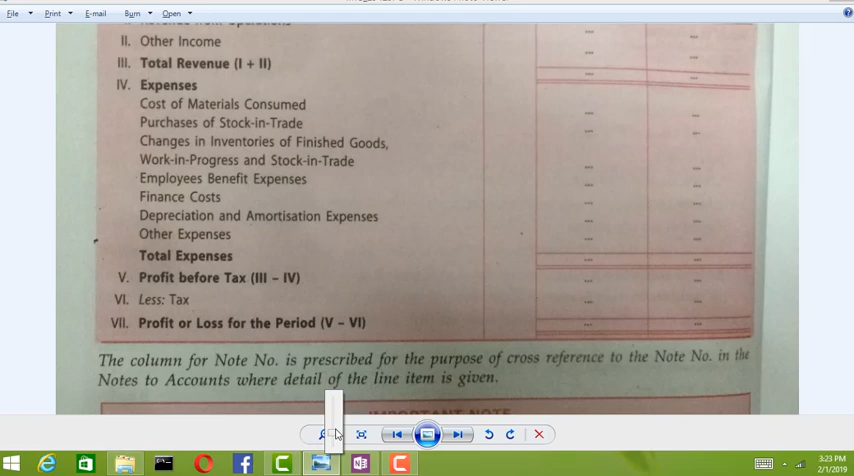 File Print E-mail Burn Open
II. Other Income
III. Total Revenue (I + II)
IV. Expenses
Cost of Materials Consumed
Purchases of Stock-in-Trade
Changes in Inventories of Finished Goods,
Work-in-Progress and Stock-in-Trade
Employees Benefit Expenses
Finance Costs
Depreciation and Amortisation Expenses
Other Expenses
Total Expenses
V. Profit before Tax (III – IV)
VI. Less: Tax
VII. Profit or Loss for the Period (V – VI)
The column for Note No. is prescribed for the purpose of cross reference to the Note No. in the
Notes to Accounts where detail of the line item is given.
3:23 PM
2/1/2019